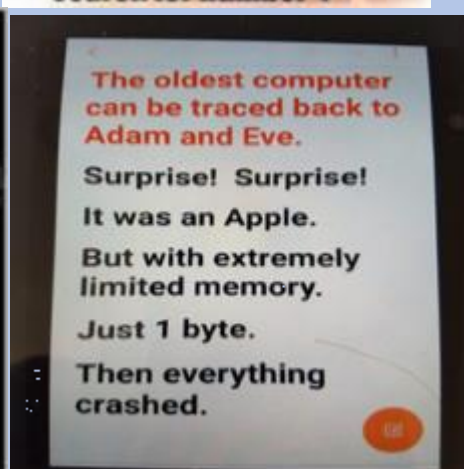 The oldest computer
can be traced back to
Adam and Eve.
Surprise! Surprise!
It was an Apple.
But with extremely
limited memory.
Just 1 byte.
Then everything
crashed.